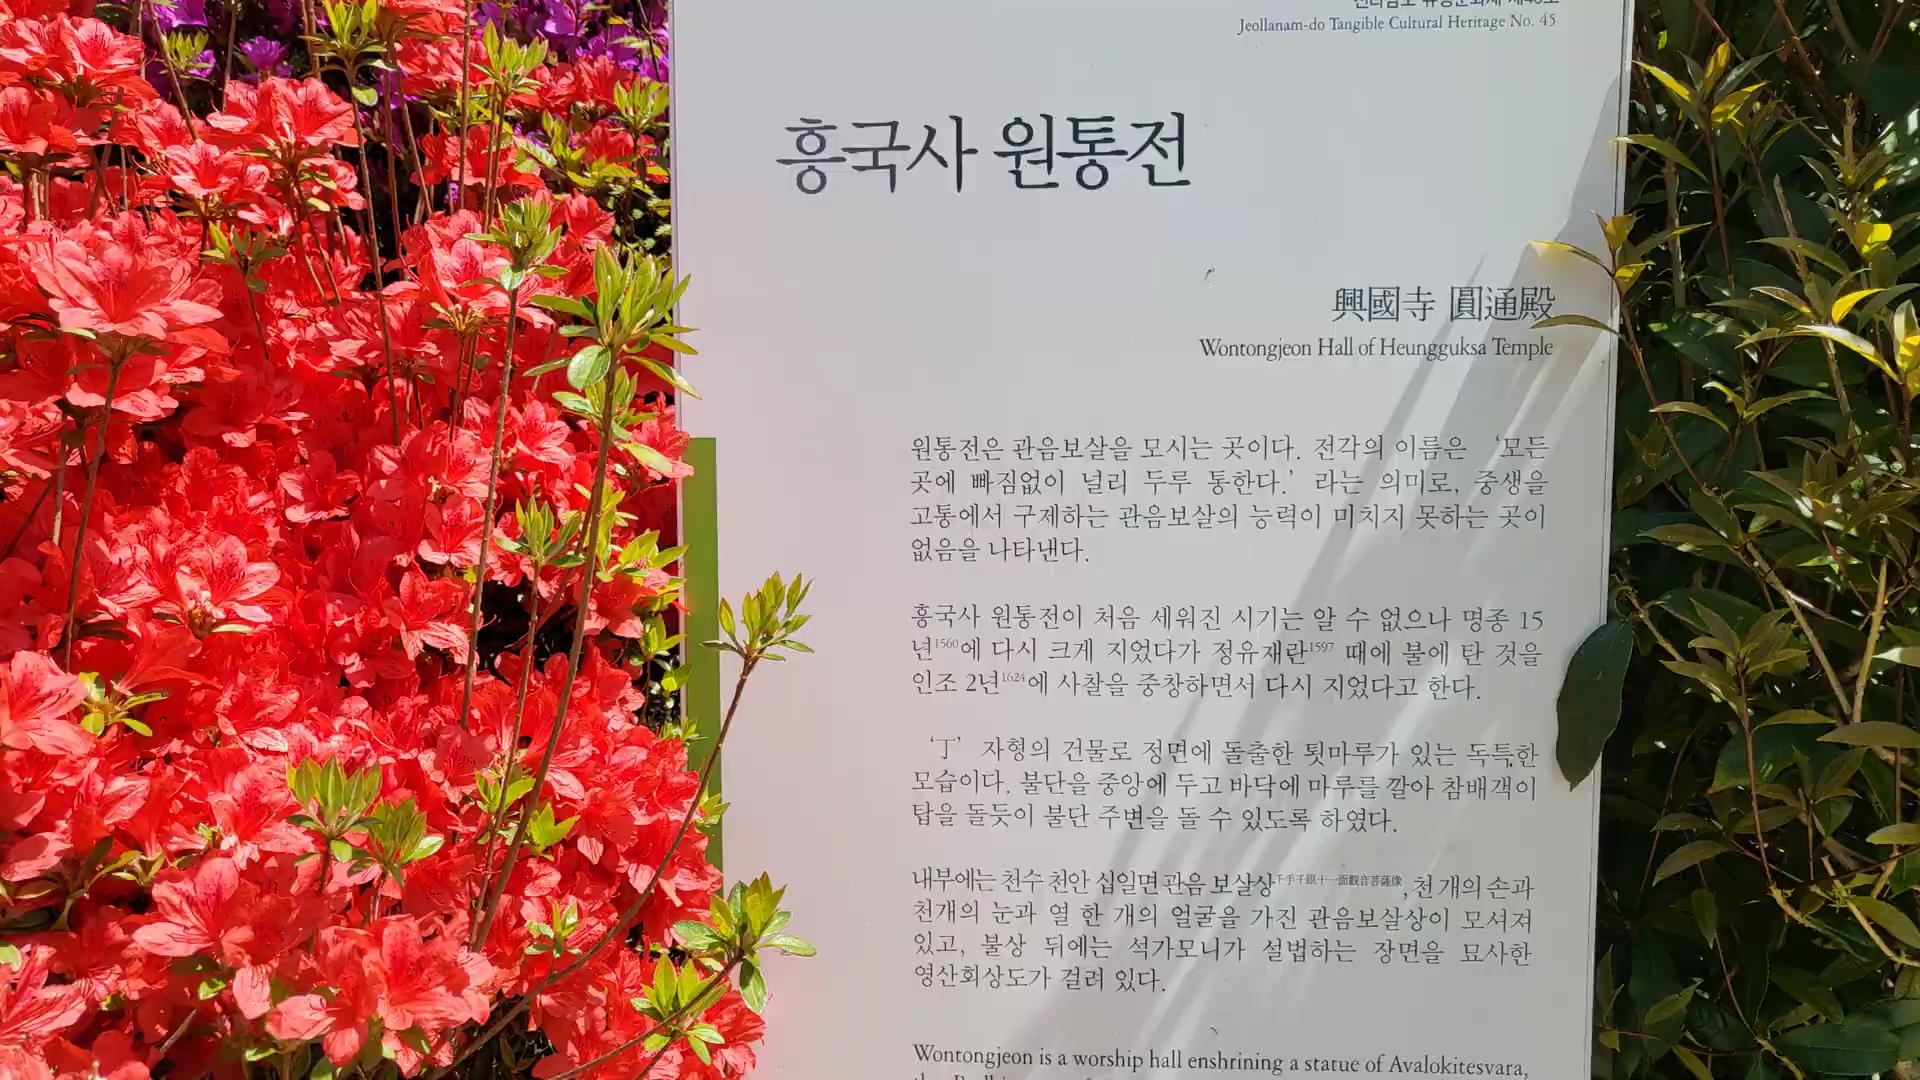 Jeollanam-do Tangible Cultural Heritage No. 45
흥국사 원통전
興國寺 圓通殿
Wontongjeon Hall of Heungguksa Temple
원통전은 관음보살을 모시는 곳이다. 전각의 이름은 ‘모든
곳에 빠짐없이 널리 두루 통한다.’ 라는 의미로, 중생을
고통에서 구제하는 관음보살의 능력이 미치지 못하는 곳이
없음을 나타낸다.
흥국사 원통전이 처음 세워진 시기는 알 수 없으나 명종 15
년1560에 다시 크게 지었다가 정유재란1597 때에 불에 탄 것을
인조 2년1624에 사찰을 중창하면서 다시 지었다고 한다.
‘丁’ 자형의 건물로 정면에 돌출한 툇마루가 있는 독특한
모습이다. 불단을 중앙에 두고 바닥에 마루를 깔아 참배객이
탑을 돌듯이 불단 주변을 돌 수 있도록 하였다.
내부에는 천수 천안 십일면 관음 보살상千手千眼十一面觀音菩薩像, 천 개의 손과
천개의 눈과 열 한 개의 얼굴을 가진 관음보살상이 모셔져
있고, 불상 뒤에는 석가모니가 설법하는 장면을 묘사한
영산회상도가 걸려 있다.
Wontongjeon is a worship hall enshrining a statue of Avalokitesvara,